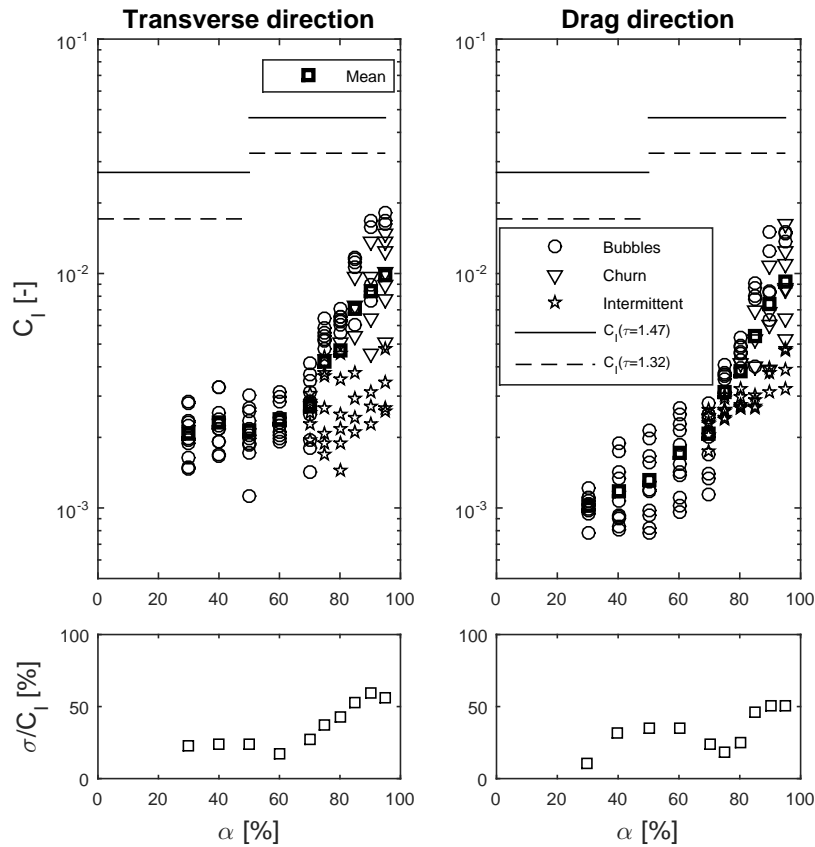 Transverse direction
Drag direction
10^{-1}
10^{-2}
10^{-3}
C_l [-]
Mean
0 20 40 60 80 100
10^{-1}
10^{-2}
10^{-3}
Bubbles
Churn
Intermittent
C_l(τ=1.47)
C_l(τ=1.32)
0 20 40 60 80 100
100
50
0
σ/C_l [%]
0 20 40 60 80 100
α [%]
100
50
0
0 20 40 60 80 100
α [%]